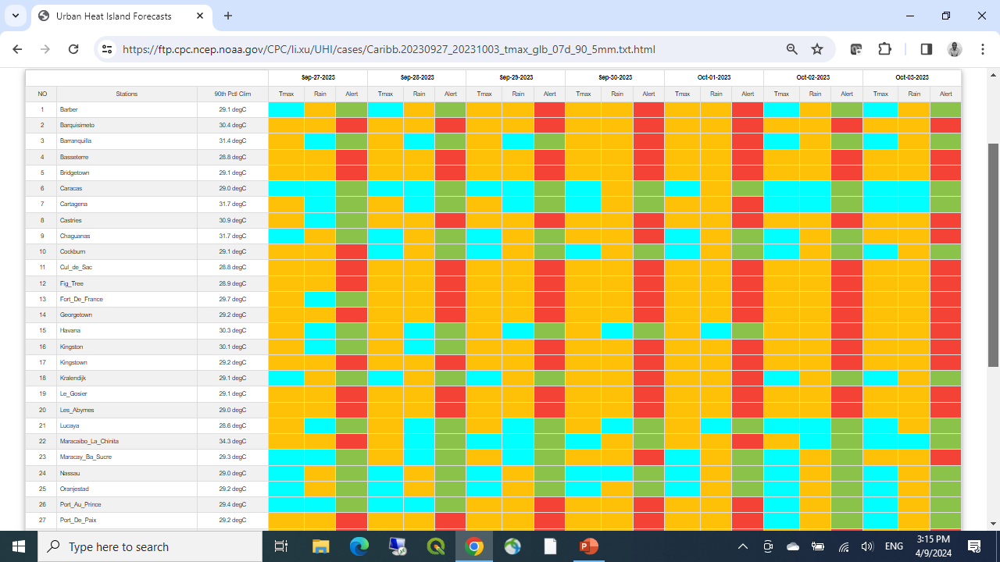 Urban Heat Island Forecasts
https://ftp.cpc.ncep.noaa.gov/CPC/li.xu/UHI/cases/Caribb.20230927_20231003_tmax_glb_07d_90_5mm.txt.html
Sep-27-2023 Sep-28-2023 Sep-29-2023 Sep-30-2023 Oct-01-2023 Oct-02-2023 Oct-03-2023
NO Stations 90th Pctl Clim Tmax Rain Alert Tmax Rain Alert Tmax Rain Alert Tmax Rain Alert Tmax Rain Alert Tmax Rain Alert Tmax Rain Alert
1 Barber 29.1 degC
2 Barquisimeto 30.4 degC
3 Barranquilla 31.4 degC
4 Basseterre 28.8 degC
5 Bridgetown 29.1 degC
6 Caracas 29.0 degC
7 Cartagena 31.7 degC
8 Castries 30.9 degC
9 Chaguanas 31.7 degC
10 Cockburn 29.1 degC
11 Cul_de_Sac 28.8 degC
12 Fig_Tree 28.9 degC
13 Fort_De_France 29.7 degC
14 Georgetown 29.2 degC
15 Havana 30.3 degC
16 Kingston 30.1 degC
17 Kingstown 29.2 degC
18 Kralendijk 29.1 degC
19 Le_Gosier 29.1 degC
20 Les_Abymes 29.0 degC
21 Lucaya 28.6 degC
22 Maracaibo_La_Chinita 34.3 degC
23 Maracay_Ba_Sucre 29.3 degC
24 Nassau 29.0 degC
25 Oranjestad 29.2 degC
26 Port_Au_Prince 29.4 degC
27 Port_De_Paix 29.2 degC
Type here to search
ENG
3:15 PM
4/9/2024